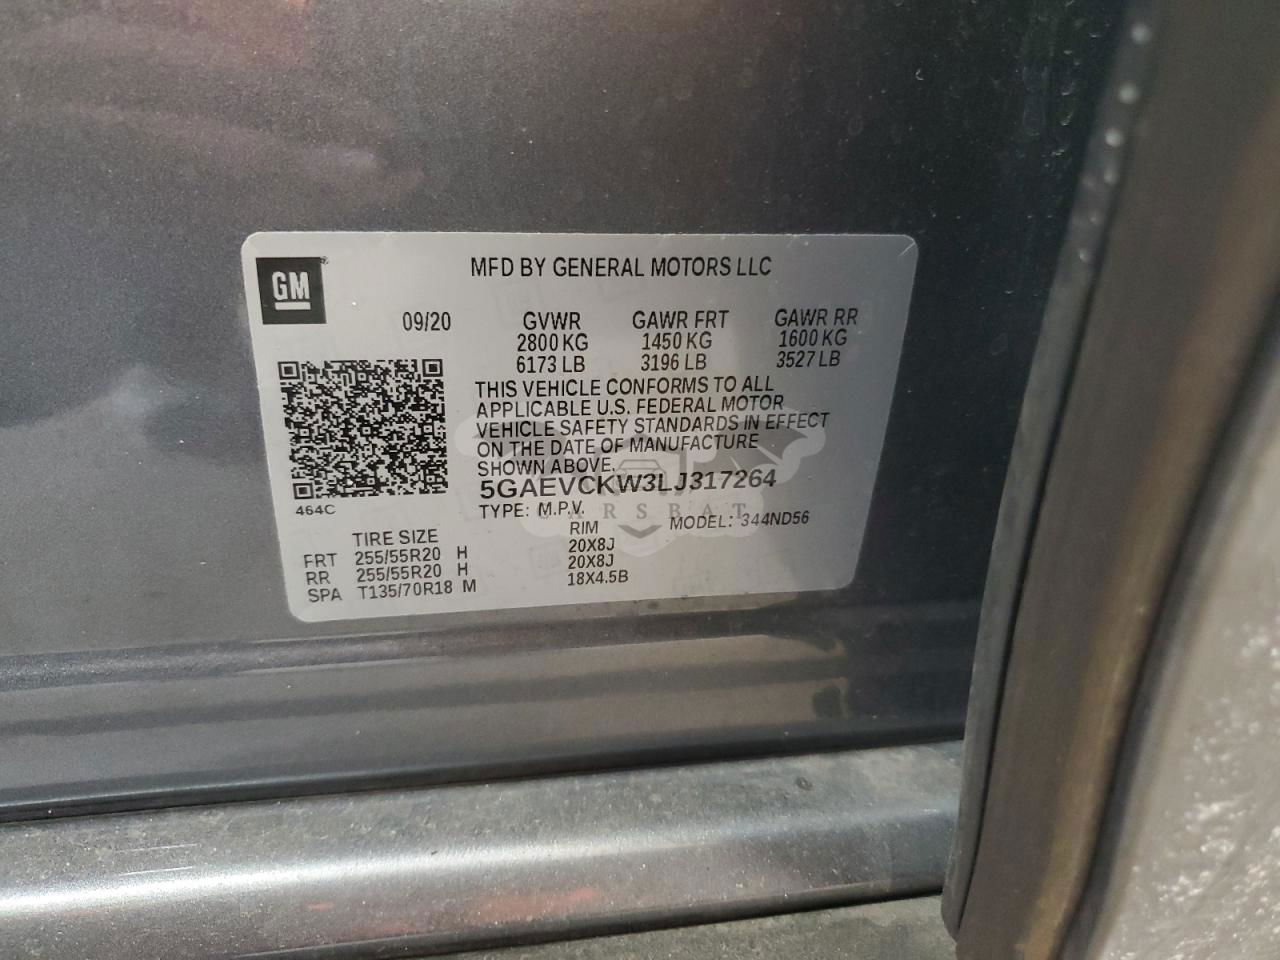 GM
MFD BY GENERAL MOTORS LLC
09/20 GVWR GAWR FRT GAWR RR
2800 KG 1450 KG 1600 KG
6173 LB 3196 LB 3527 LB
THIS VEHICLE CONFORMS TO ALL
APPLICABLE U.S. FEDERAL MOTOR
VEHICLE SAFETY STANDARDS IN EFFECT
ON THE DATE OF MANUFACTURE
SHOWN ABOVE.
5GAEVCKW3LJ317264
464C
TYPE: M.P.V. MODEL: 344ND56
CARSBAT
TIRE SIZE RIM
FRT 255/55R20 H 20X8J
RR 255/55R20 H 20X8J
SPA T135/70R18 M 18X4.5B